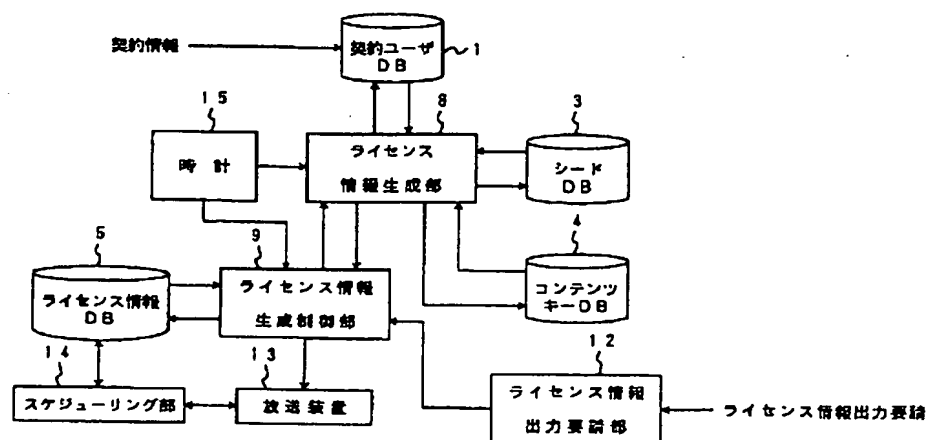 契約情報
契約ユーザ
DB
1
15
8
3
時計
ライセンス
情報生成部
シード
DB
5
9
4
ライセンス情報
DB
ライセンス情報
生成制御部
コンテンツ
キーDB
14
13
12
スケジューリング部
放送装置
ライセンス情報
出力要請部
ライセンス情報出力要請